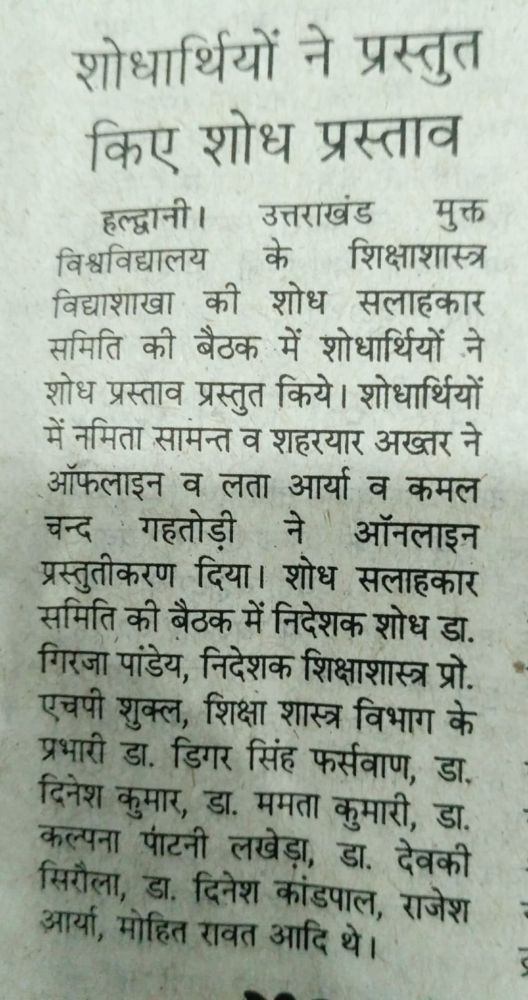 शोधार्थियों ने प्रस्तुत
किए शोध प्रस्ताव
हल्द्वानी। उत्तराखंड मुक्त
विश्वविद्यालय के शिक्षाशास्त्र
विद्याशाखा की शोध सलाहकार
समिति की बैठक में शोधार्थियों ने
शोध प्रस्ताव प्रस्तुत किये। शोधार्थियों
में नमिता सामन्त व शहरयार अख्तर ने
ऑफलाइन व लता आर्या व कमल
चन्द गहतोड़ी ने ऑनलाइन
प्रस्तुतीकरण दिया। शोध सलाहकार
समिति की बैठक में निदेशक शोध डा.
गिरजा पांडेय, निदेशक शिक्षाशास्त्र प्रो.
एचपी शुक्ल, शिक्षा शास्त्र विभाग के
प्रभारी डा. डिगर सिंह फर्सवाण, डा.
दिनेश कुमार, डा. ममता कुमारी, डा.
कल्पना पाटनी लखेड़ा, डा. देवकी
सिरौला, डा. दिनेश कांडपाल, राजेश
आर्या, मोहित रावत आदि थे।